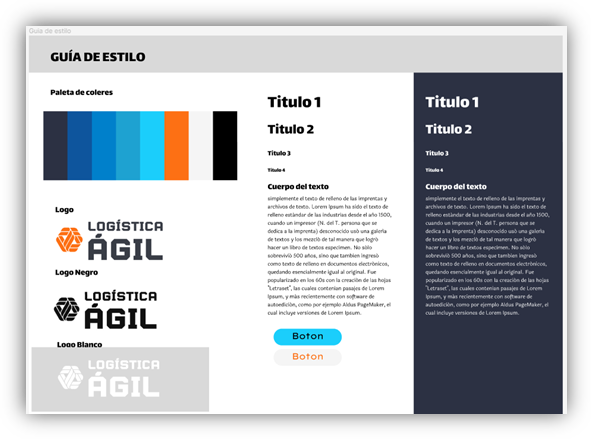 Guia de estilo
GUÍA DE ESTILO
Paleta de coleres
Logo
LOGÍSTICA
ÁGIL
Logo Negro
LOGÍSTICA
ÁGIL
Logo Blanco
LOGÍSTICA
ÁGIL
Titulo 1
Titulo 2
Titulo 3
Titulo 4
Cuerpo del texto
simplemente el texto de relleno de las imprentas y
archivos de texto. Lorem Ipsum ha sido el texto de
relleno estándar de las industrias desde el año 1500,
cuando un impresor (N. del T. persona que se
dedica a la imprenta) desconocido usó una galería
de textos y los mezcló de tal manera que logró
hacer un libro de textos especimen. No sólo
sobrevivió 500 años, sino que tambien ingresó
como texto de relleno en documentos electrónicos,
quedando esencialmente igual al original. Fue
popularizado en los 60s con la creación de las hojas
"Letraset", las cuales contenian pasajes de Lorem
Ipsum, y más recientemente con software de
autoedición, como por ejemplo Aldus PageMaker, el
cual incluye versiones de Lorem Ipsum.
Boton
Boton
Titulo 1
Titulo 2
Titulo 3
Titulo 4
Cuerpo del texto
simplemente el texto de relleno de las imprentas y
archivos de texto. Lorem Ipsum ha sido el texto de
relleno estándar de las industrias desde el año 1500,
cuando un impresor (N. del T. persona que se
dedica a la imprenta) desconocido usó una galería
de textos y los mezcló de tal manera que logró
hacer un libro de textos especimen. No sólo
sobrevivió 500 años, sino que tambien ingresó
como texto de relleno en documentos electrónicos,
quedando esencialmente igual al original. Fue
popularizado en los 60s con la creación de las hojas
"Letraset", las cuales contenian pasajes de Lorem
Ipsum, y más recientemente con software de
autoedición, como por ejemplo Aldus PageMaker, el
cual incluye versiones de Lorem Ipsum.